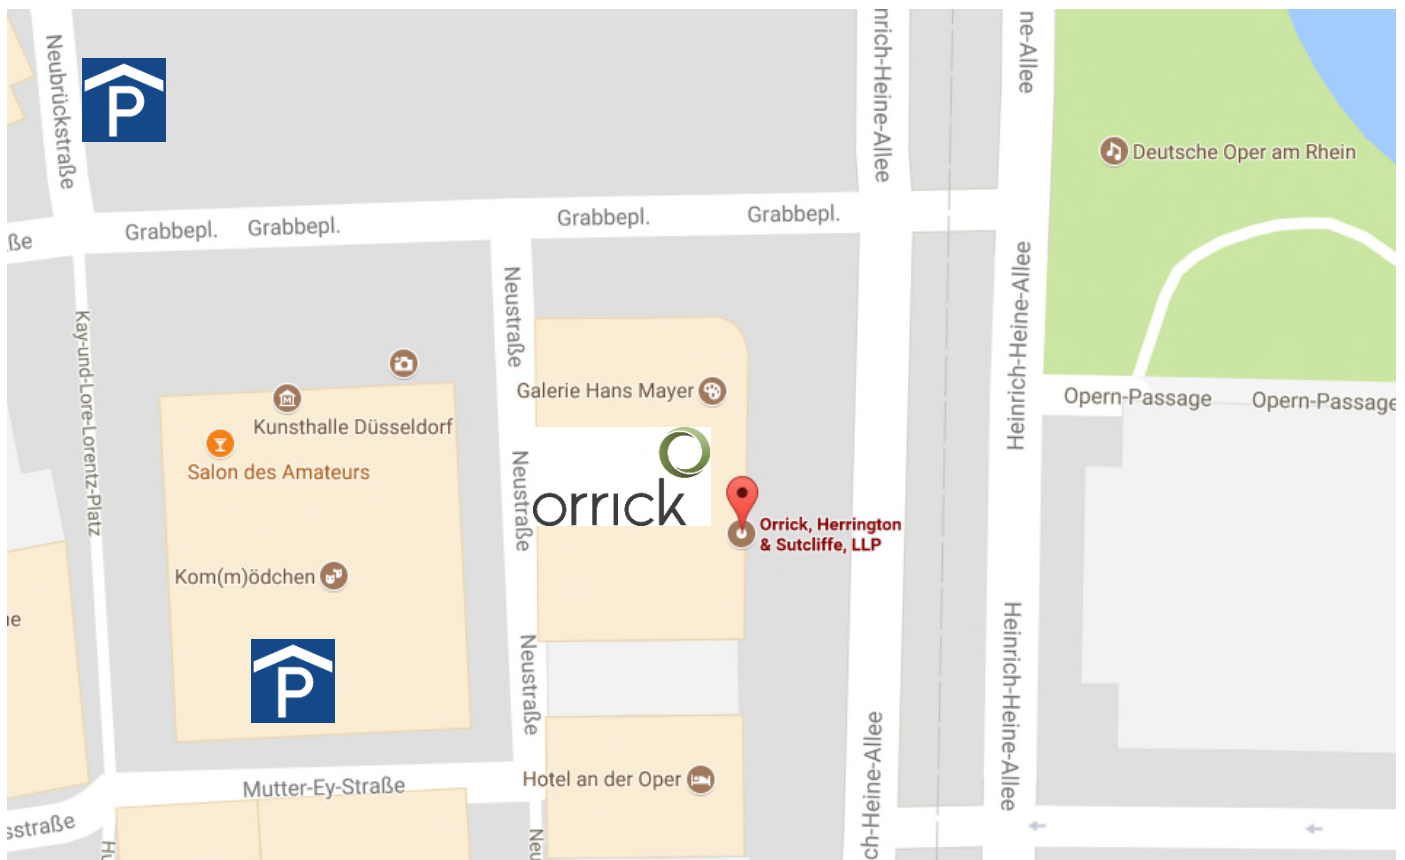 Neubrückstraße
P
nrich-Heine-Allee
ne-Allee
Deutsche Oper am Rhein
ße
Grabbepl.
Grabbepl.
Grabbepl.
Grabbepl.
Kay-und-Lore-Lorentz-Platz
Neustraße
Heinrich-Heine-Allee
Galerie Hans Mayer
Opern-Passage
Opern-Passage
M
Kunsthalle Düsseldorf
Salon des Amateurs
Neustraße
orrick
Orrick, Herrington
& Sutcliffe, LLP
Kom(m)ödchen
ne
P
Neustraße
Heinrich-Heine-Allee
Hotel an der Oper
Mutter-Ey-Straße
ch-Heine-Allee
sstraße
Hu
Neu